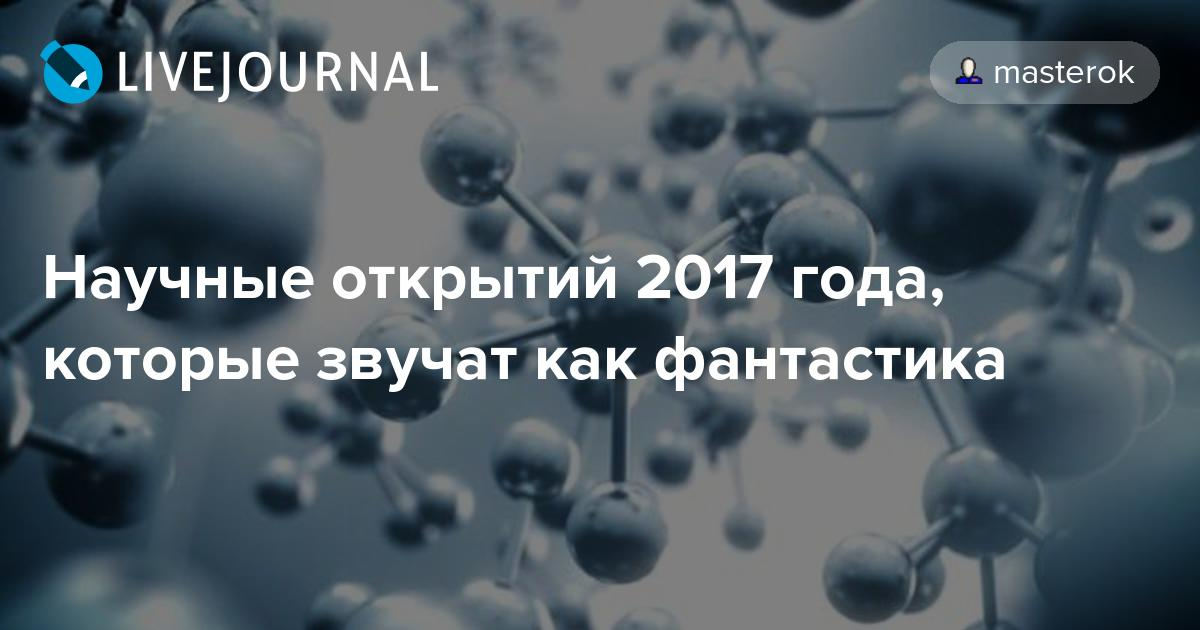 LIVEJOURNAL
masterok
Научные открытий 2017 года,
которые звучат как фантастика